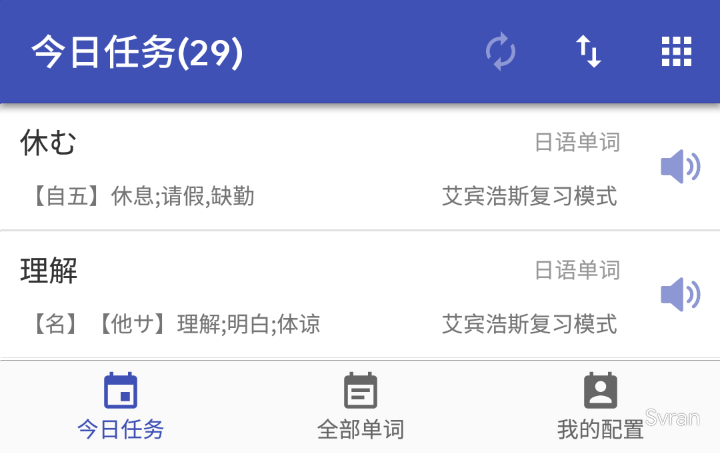 今日任务(29)
休む
日语单词
【自五】休息;请假,缺勤
艾宾浩斯复习模式
理解
日语单词
【名】【他サ】理解;明白;体谅
艾宾浩斯复习模式
今日任务
全部单词
我的配置
Svran